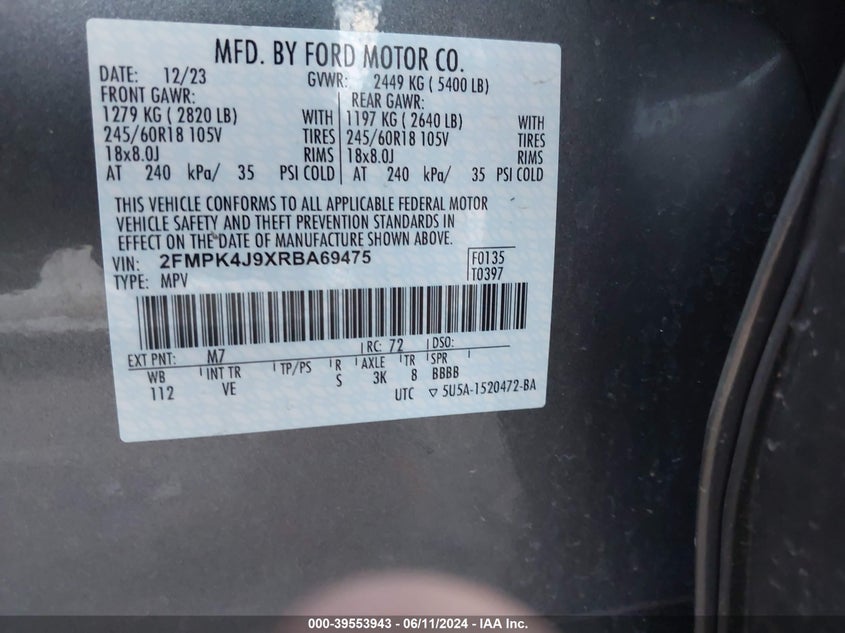 MFD. BY FORD MOTOR CO.
DATE: 12/23 GVWR: 2449 KG ( 5400 LB)
FRONT GAWR: REAR GAWR:
1279 KG ( 2820 LB) WITH 1197 KG ( 2640 LB) WITH
245/60R18 105V TIRES 245/60R18 105V TIRES
18x8.0J RIMS 18x8.0J RIMS
AT 240 kPa/ 35 PSI COLD AT 240 kPa/ 35 PSI COLD
THIS VEHICLE CONFORMS TO ALL APPLICABLE FEDERAL MOTOR
VEHICLE SAFETY AND THEFT PREVENTION STANDARDS IN
EFFECT ON THE DATE OF MANUFACTURE SHOWN ABOVE.
VIN: 2FMPK4J9XRBA69475 F0135
TYPE: MPV T0397
EXT PNT: M7 RC: 72 DSO:
WB INT TR TP/PS R AXLE TR SPR
112 VE S 3K 8 BBBB
UTC ▽ 5U5A-1520472-BA
000-39553943 - 06/11/2024 - IAA Inc.